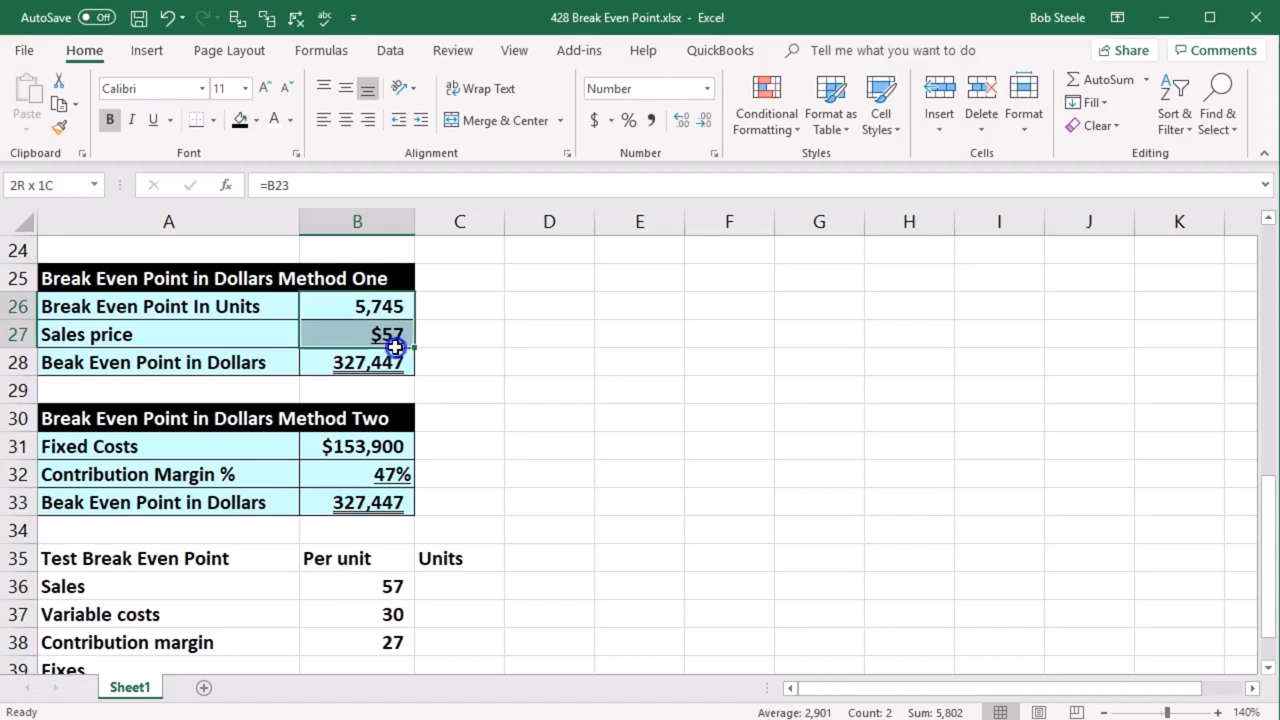 AutoSave Off 428 Break Even Point.xlsx - Excel Bob Steele
File Home Insert Page Layout Formulas Data Review View Add-ins Help QuickBooks Tell me what you want to do Share Comments
Paste Calibri 11 Wrap Text Number Conditional Formatting Format as Table Cell Styles Insert Delete Format AutoSum Sort & Filter Find & Select
B I U A Merge & Center $ % Fill
Clear
Clipboard Font Alignment Number Styles Cells Editing
2R x 1C fx =B23
A B C D E F G H I J K
24
25 Break Even Point in Dollars Method One
26 Break Even Point In Units 5,745
27 Sales price $57
28 Beak Even Point in Dollars 327,447
29
30 Break Even Point in Dollars Method Two
31 Fixed Costs $153,900
32 Contribution Margin % 47%
33 Beak Even Point in Dollars 327,447
34
35 Test Break Even Point Per unit Units
36 Sales 57
37 Variable costs 30
38 Contribution margin 27
39 Fixes
Sheet1
Ready Average: 2,901 Count: 2 Sum: 5,802 140%